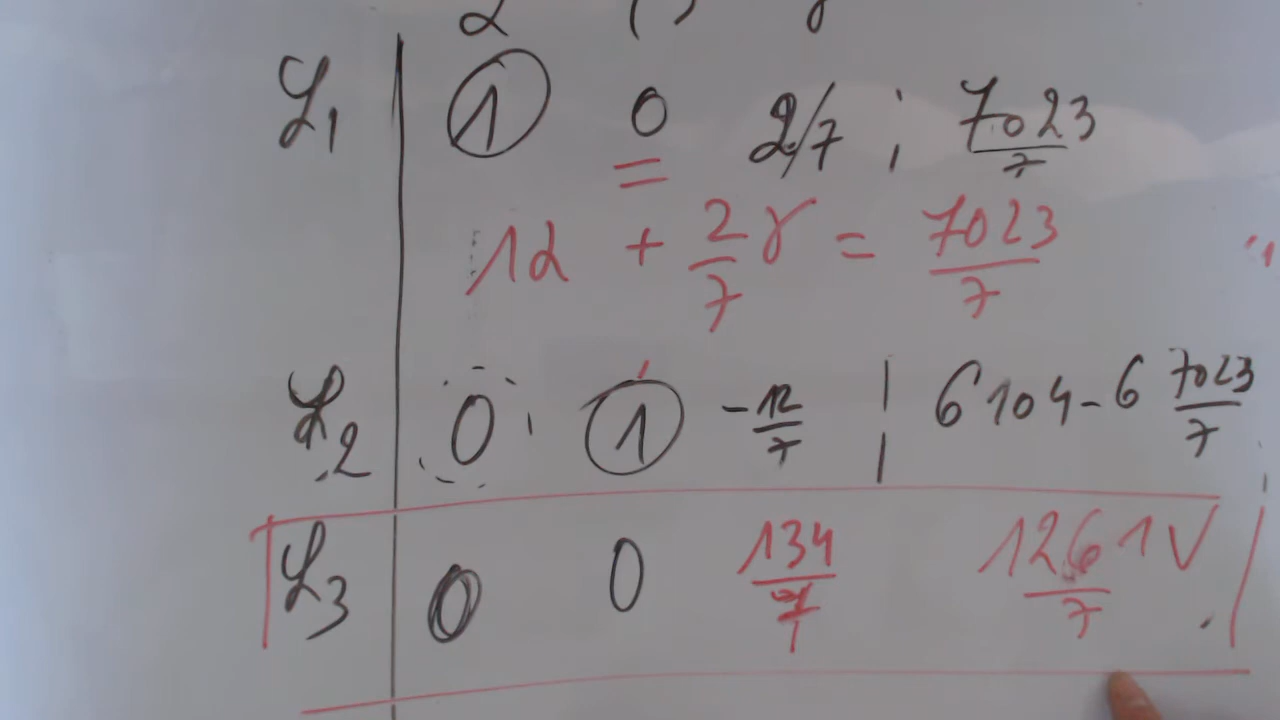 L1 1 0 2/7 ¦ 7023/7
1α + 2/7 γ = 7023/7
L2 0 1 -12/7 ¦ 6104-6 7023/7
L3 0 0 134/7 1261/7